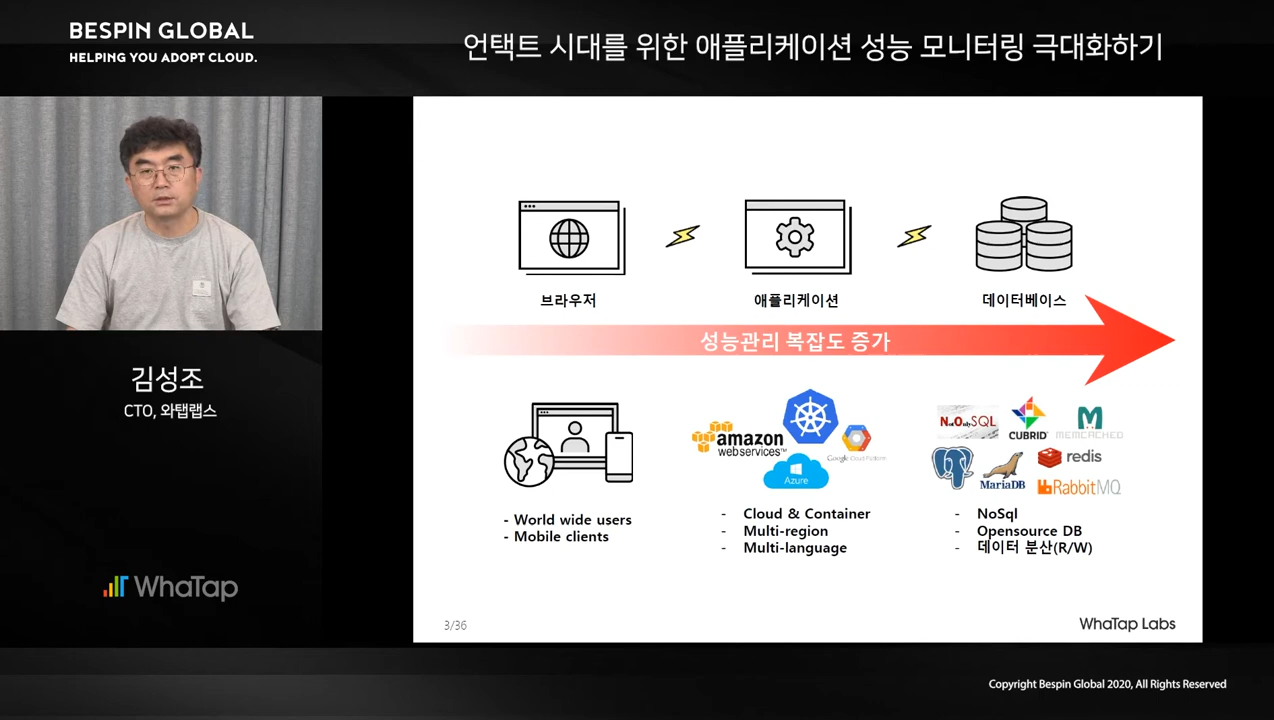 BESPIN GLOBAL
HELPING YOU ADOPT CLOUD.
언택트 시대를 위한 애플리케이션 성능 모니터링 극대화하기
김성조
CTO, 와탭랩스
WhaTap
브라우저
애플리케이션
데이터베이스
성능관리 복잡도 증가
- World wide users
- Mobile clients
amazon
webservices™
Google Cloud Platform
Azure
- Cloud & Container
- Multi-region
- Multi-language
NotOnlySQL
CUBRID
MEMCACHED
redis
MariaDB
RabbitMQ
- NoSql
- Opensource DB
- 데이터 분산(R/W)
3/36
WhaTap Labs
Copyright Bespin Global 2020, All Rights Reserved